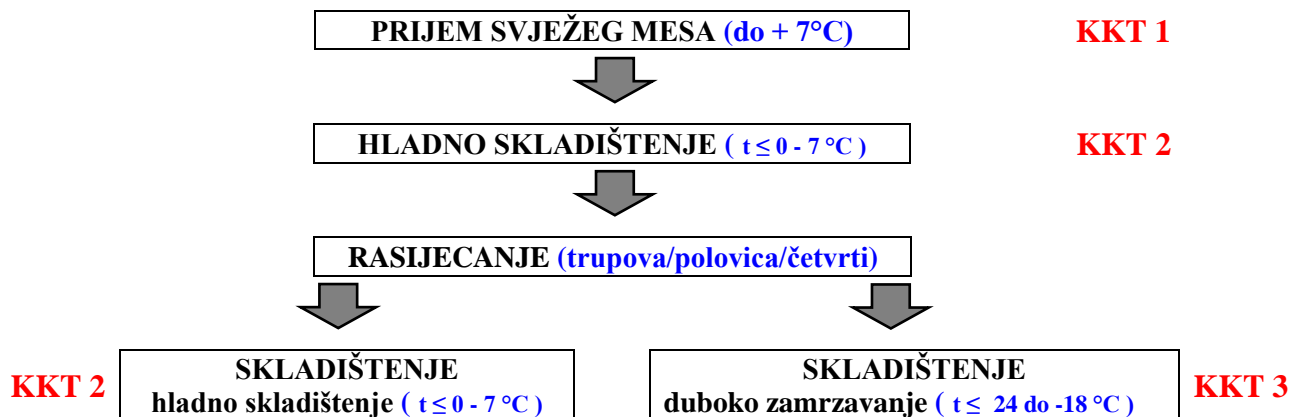 PRIJEM SVJEŽEG MESA (do + 7°C) KKT 1
HLADNO SKLADIŠTENJE ( t ≤ 0 - 7 °C ) KKT 2
RASIJECANJE (trupova/polovica/četvrti)
KKT 2
SKLADIŠTENJE
hladno skladištenje ( t ≤ 0 - 7 °C )
SKLADIŠTENJE
duboko zamrzavanje ( t ≤ 24 do -18 °C )
KKT 3